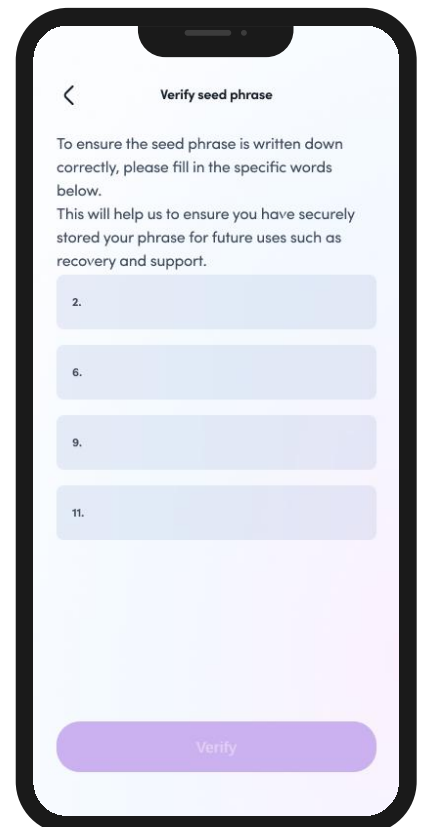 Verify seed phrase
To ensure the seed phrase is written down
correctly, please fill in the specific words
below.
This will help us to ensure you have securely
stored your phrase for future uses such as
recovery and support.
2.
6.
9.
11.
Verify